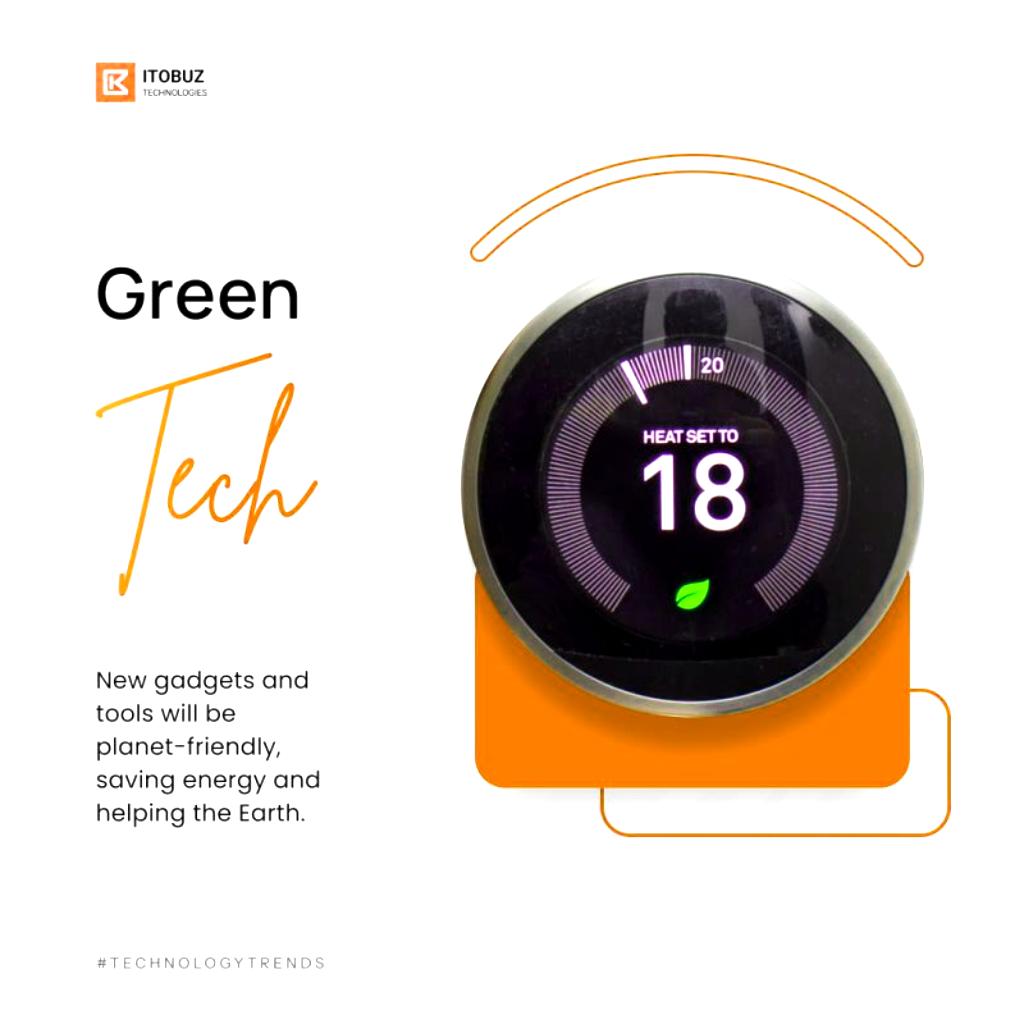 ITOBUZ
TECHNOLOGIES
Green
Tech
New gadgets and
tools will be
planet-friendly,
saving energy and
helping the Earth.
20
HEAT SET TO
18
#TECHNOLOGYTRENDS